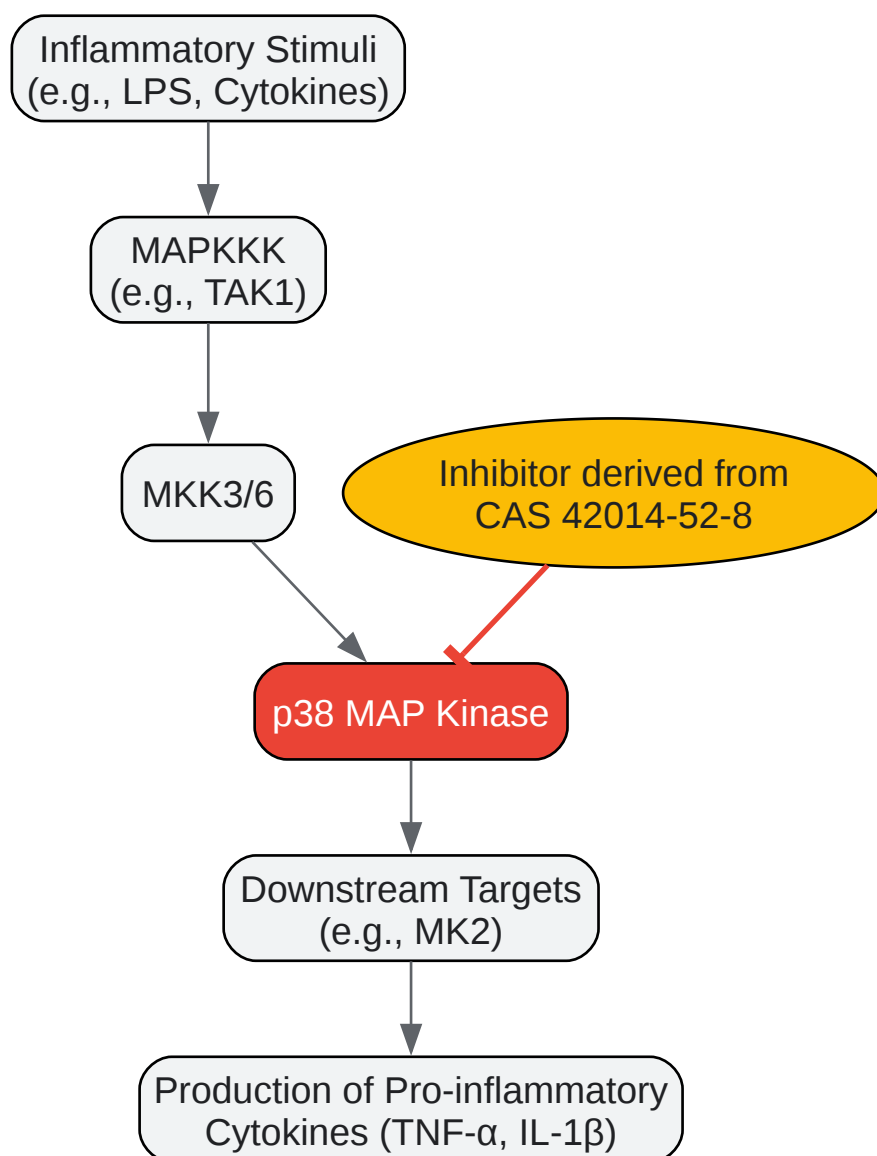 Inflammatory Stimuli
(e.g., LPS, Cytokines)
MAPKKK
(e.g., TAK1)
MKK3/6
Inhibitor derived from
CAS 42014-52-8
p38 MAP Kinase
Downstream Targets
(e.g., MK2)
Production of Pro-inflammatory
Cytokines (TNF-α, IL-1β)